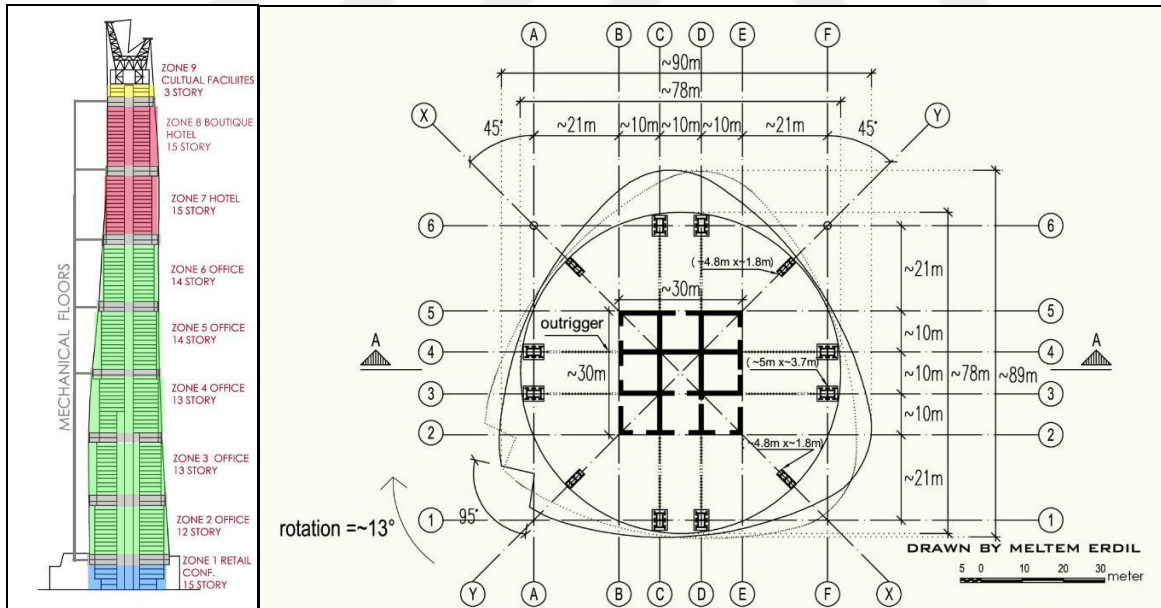 ZONE 9
CULTUAL FACILIITES
3 STORY
ZONE 8 BOUTIQUE
HOTEL
15 STORY
ZONE 7 HOTEL
15 STORY
ZONE 6 OFFICE
14 STORY
ZONE 5 OFFICE
14 STORY
ZONE 4 OFFICE
13 STORY
ZONE 3 OFFICE
13 STORY
ZONE 2 OFFICE
12 STORY
ZONE 1 RETAIL
CONF.
15 STORY
MECHANICAL FLOORS
A B C D E F
~90m
~78m
X Y
45° ~21m ~10m ~10m ~10m ~21m 45°
6 6
(~4.8m x~1.8m)
~21m
~30m
5 5
outrigger
~10m
A 4 4 A
(~5m x~3.7m)
~30m ~10m ~78m ~89m
3 3
~10m
2 2
~4.8m x~1.8m)
~21m
95°
rotation =~13°
1 1
DRAWN BY MELTEM ERDIL
5 0 10 20 30 meter
Y A B C D E F X